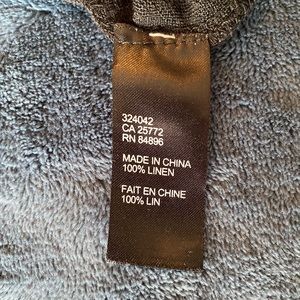 324042
CA 25772
RN 84896
MADE IN CHINA
100% LINEN
FAIT EN CHINE
100% LIN